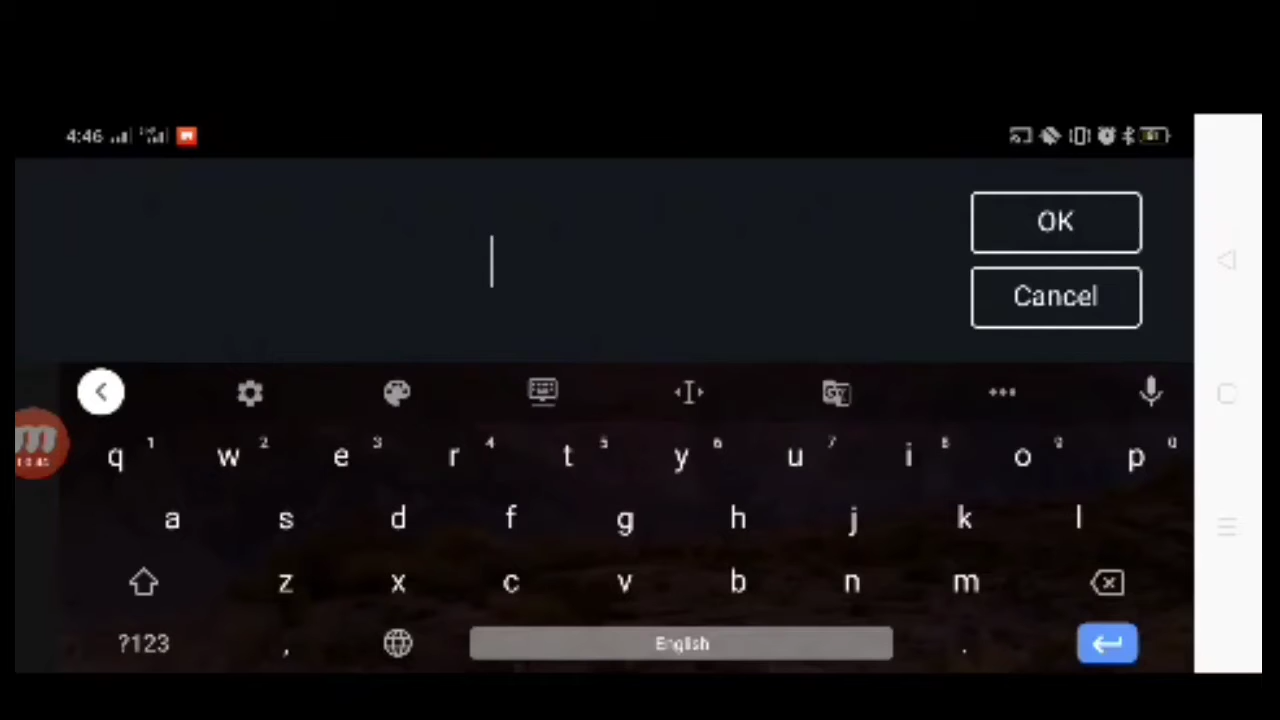 4:46
OK
Cancel
q 1 w 2 e 3 r 4 t 5 y 6 u 7 i 8 o 9 p 0
a s d f g h j k l
z x c v b n m
?123 , English .